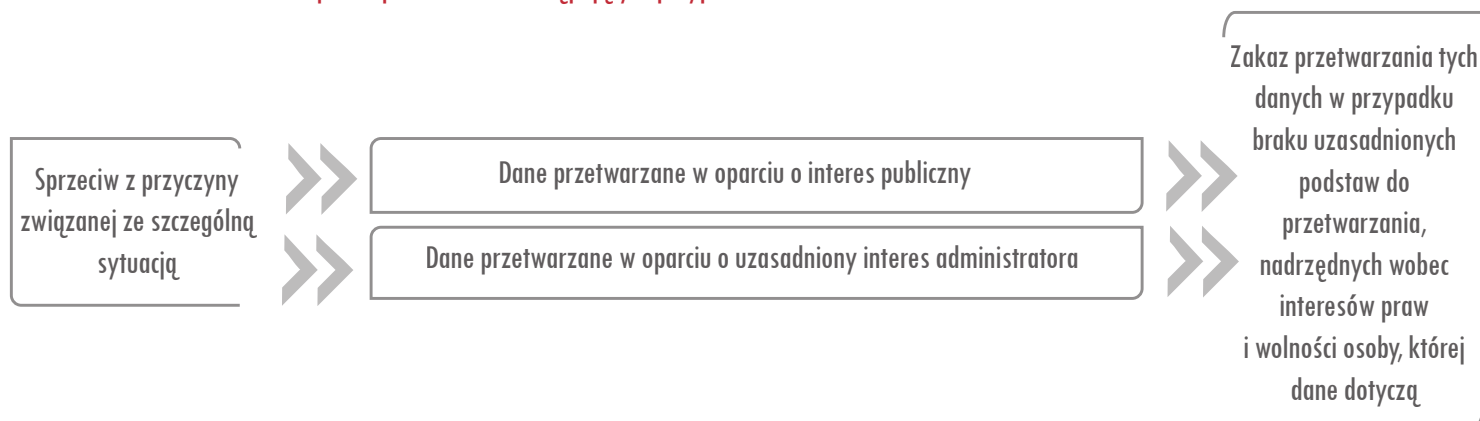 Sprzeciw z przyczyny
związanej ze szczególną
sytuacją
Dane przetwarzane w oparciu o interes publiczny
Dane przetwarzane w oparciu o uzasadniony interes administratora
Zakaz przetwarzania tych
danych w przypadku
braku uzasadnionych
podstaw do
przetwarzania,
nadrzędnych wobec
interesów praw
i wolności osoby, której
dane dotyczą